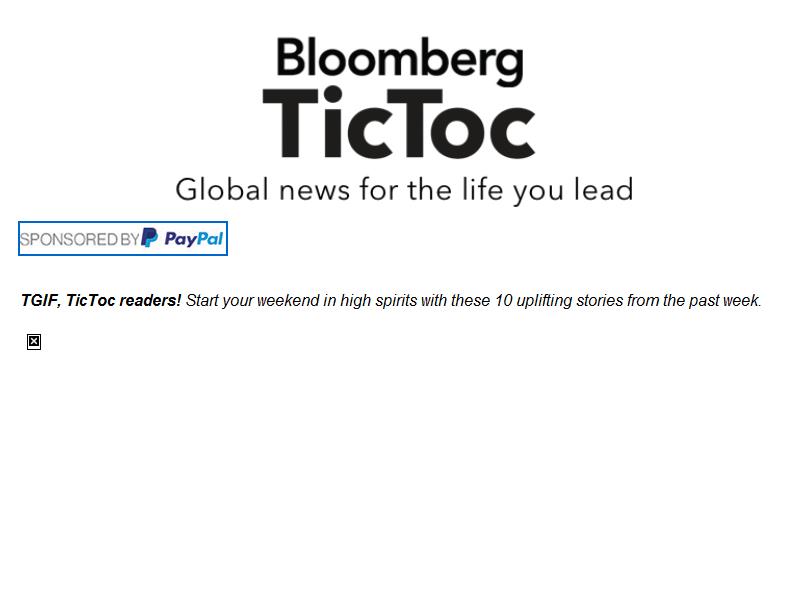 Bloomberg
TicToc
Global news for the life you lead
SPONSORED BY PayPal
TGIF, TicToc readers! Start your weekend in high spirits with these 10 uplifting stories from the past week.